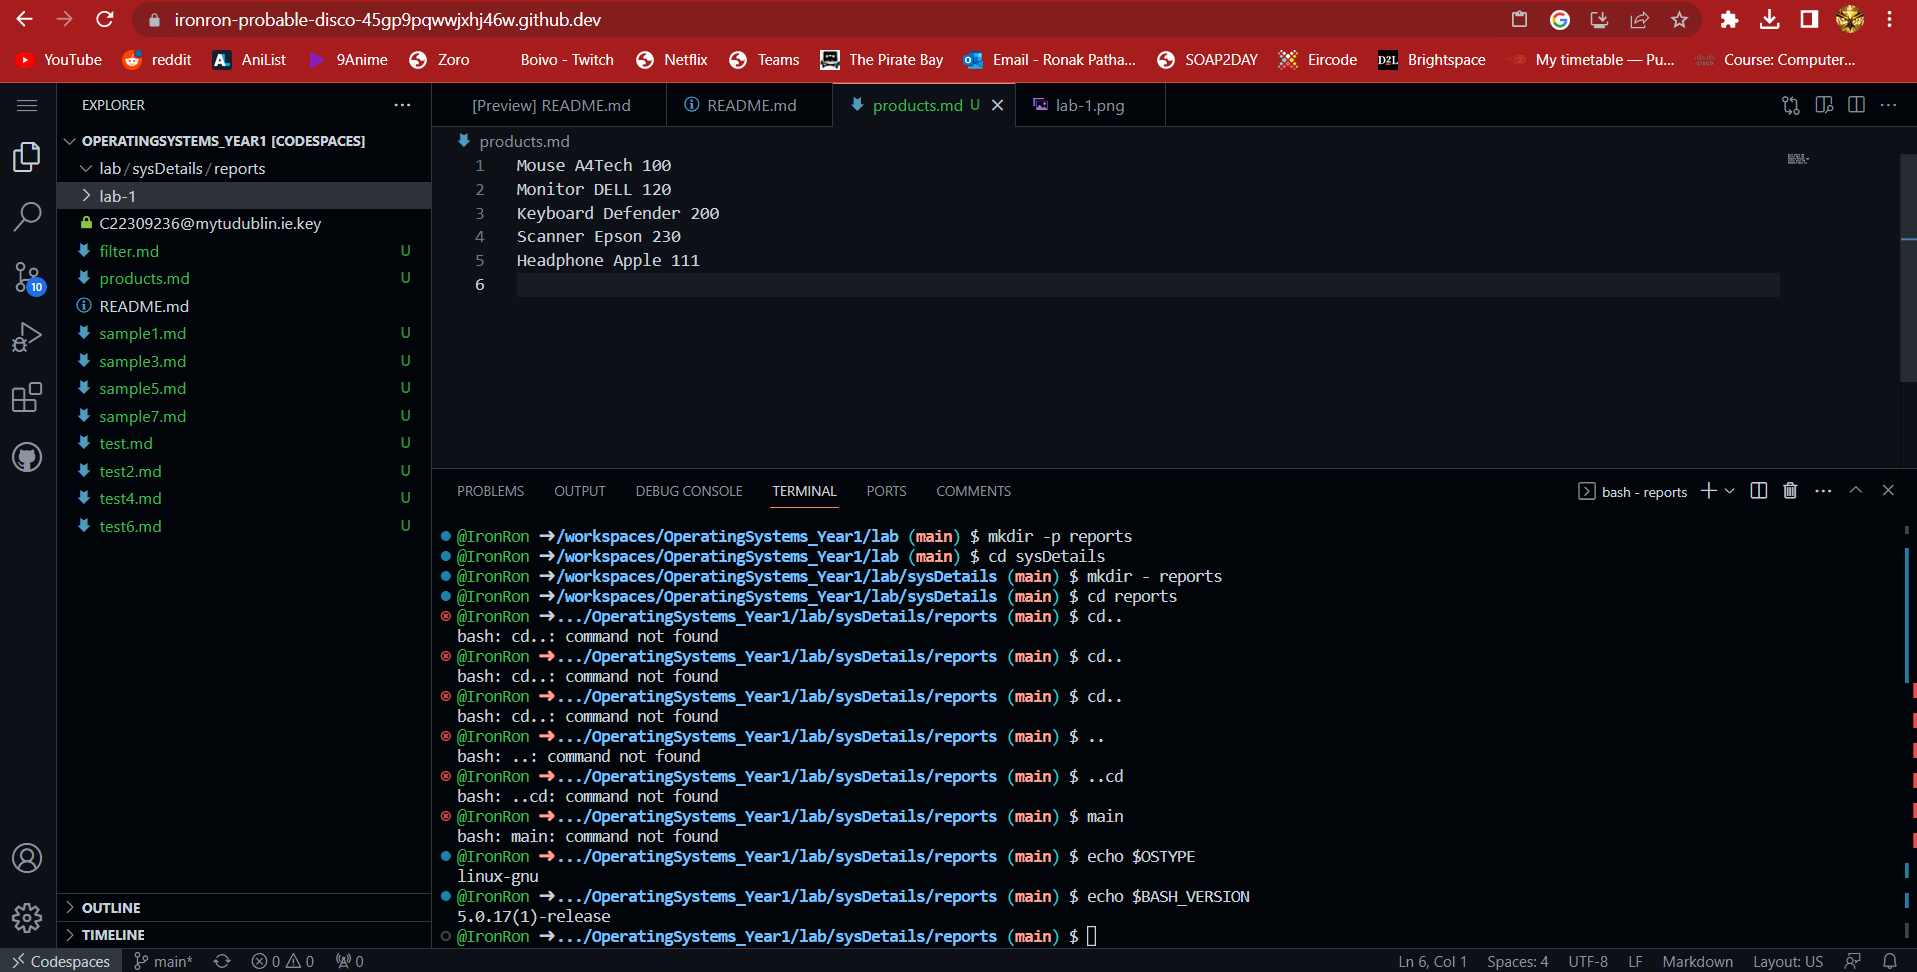 ironron-probable-disco-45gp9pqwwjxhj46w.github.dev
YouTube reddit AniList 9Anime Zoro Boivo - Twitch Netflix Teams The Pirate Bay Email - Ronak Patha... SOAP2DAY Eircode D2L Brightspace My timetable — Pu... Course: Computer...
EXPLORER ...
OPERATINGSYSTEMS_YEAR1 [CODESPACES]
lab / sysDetails / reports
lab-1
C22309236@mytudublin.ie.key
filter.md U
products.md U
README.md
sample1.md U
sample3.md U
sample5.md U
sample7.md U
test.md U
test2.md U
test4.md U
test6.md U
OUTLINE
TIMELINE
10
[Preview] README.md README.md products.md U lab-1.png
products.md
1 Mouse A4Tech 100
2 Monitor DELL 120
3 Keyboard Defender 200
4 Scanner Epson 230
5 Headphone Apple 111
6
PROBLEMS OUTPUT DEBUG CONSOLE TERMINAL PORTS COMMENTS bash - reports
@IronRon ➜/workspaces/OperatingSystems_Year1/lab (main) $ mkdir -p reports
@IronRon ➜/workspaces/OperatingSystems_Year1/lab (main) $ cd sysDetails
@IronRon ➜/workspaces/OperatingSystems_Year1/lab/sysDetails (main) $ mkdir - reports
@IronRon ➜/workspaces/OperatingSystems_Year1/lab/sysDetails (main) $ cd reports
@IronRon ➜.../OperatingSystems_Year1/lab/sysDetails/reports (main) $ cd..
bash: cd..: command not found
@IronRon ➜.../OperatingSystems_Year1/lab/sysDetails/reports (main) $ cd..
bash: cd..: command not found
@IronRon ➜.../OperatingSystems_Year1/lab/sysDetails/reports (main) $ cd..
bash: cd..: command not found
@IronRon ➜.../OperatingSystems_Year1/lab/sysDetails/reports (main) $ ..
bash: ..: command not found
@IronRon ➜.../OperatingSystems_Year1/lab/sysDetails/reports (main) $ ..cd
bash: ..cd: command not found
@IronRon ➜.../OperatingSystems_Year1/lab/sysDetails/reports (main) $ main
bash: main: command not found
@IronRon ➜.../OperatingSystems_Year1/lab/sysDetails/reports (main) $ echo $OSTYPE
linux-gnu
@IronRon ➜.../OperatingSystems_Year1/lab/sysDetails/reports (main) $ echo $BASH_VERSION
5.0.17(1)-release
@IronRon ➜.../OperatingSystems_Year1/lab/sysDetails/reports (main) $
Codespaces main* 0 0 0 Ln 6, Col 1 Spaces: 4 UTF-8 LF Markdown Layout: US